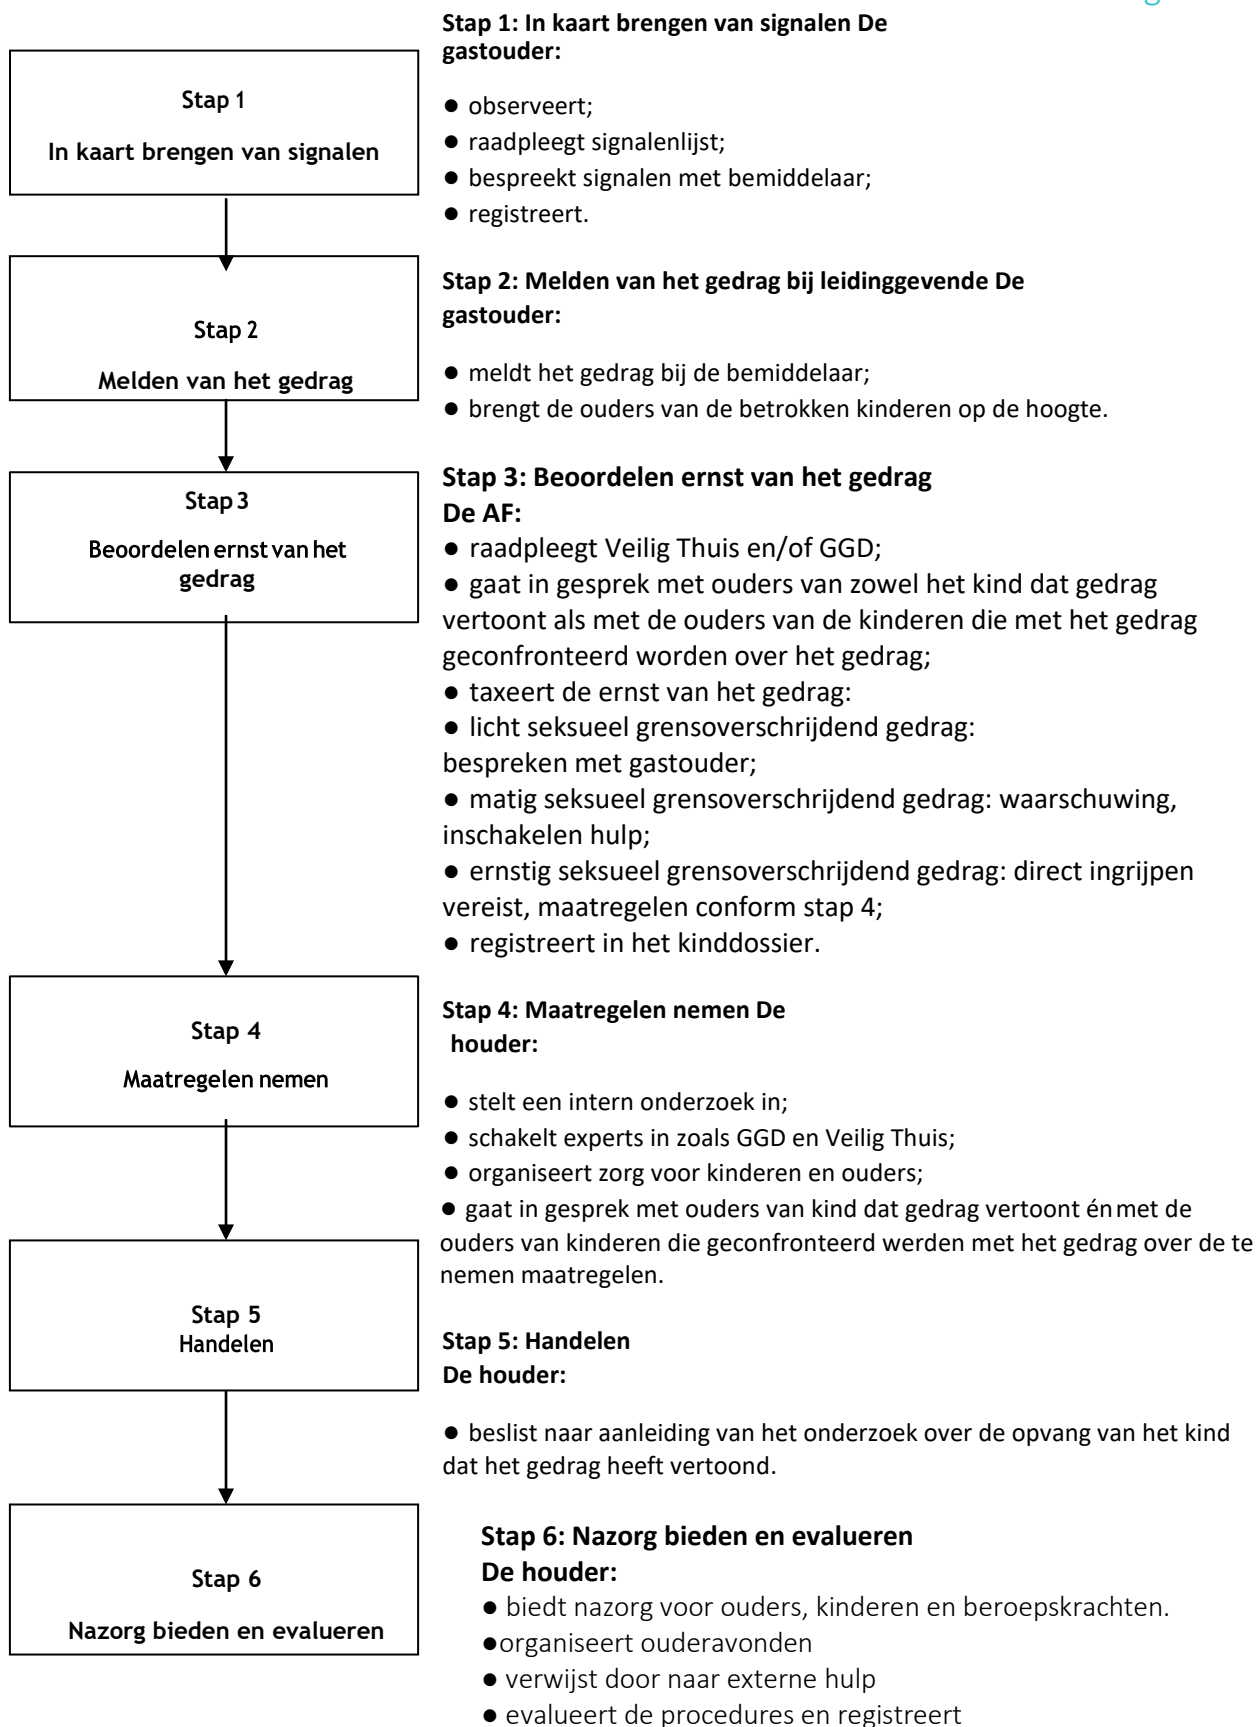 Stap 1
In kaart brengen van signalen
Stap 2
Melden van het gedrag
Stap 3
Beoordelen ernst van het
gedrag
Stap 4
Maatregelen nemen
Stap 5
Handelen
Stap 6
Nazorg bieden en evalueren
Stap 1: In kaart brengen van signalen De
gastouder:
● observeert;
● raadpleegt signalenlijst;
● bespreekt signalen met bemiddelaar;
● registreert.
Stap 2: Melden van het gedrag bij leidinggevende De
gastouder:
● meldt het gedrag bij de bemiddelaar;
● brengt de ouders van de betrokken kinderen op de hoogte.
Stap 3: Beoordelen ernst van het gedrag
De AF:
● raadpleegt Veilig Thuis en/of GGD;
● gaat in gesprek met ouders van zowel het kind dat gedrag
vertoont als met de ouders van de kinderen die met het gedrag
geconfronteerd worden over het gedrag;
● taxeert de ernst van het gedrag:
● licht seksueel grensoverschrijdend gedrag:
bespreken met gastouder;
● matig seksueel grensoverschrijdend gedrag: waarschuwing,
inschakelen hulp;
● ernstig seksueel grensoverschrijdend gedrag: direct ingrijpen
vereist, maatregelen conform stap 4;
● registreert in het kinddossier.
Stap 4: Maatregelen nemen De
houder:
● stelt een intern onderzoek in;
● schakelt experts in zoals GGD en Veilig Thuis;
● organiseert zorg voor kinderen en ouders;
● gaat in gesprek met ouders van kind dat gedrag vertoont én met de
ouders van kinderen die geconfronteerd werden met het gedrag over de te
nemen maatregelen.
Stap 5: Handelen
De houder:
● beslist naar aanleiding van het onderzoek over de opvang van het kind
dat het gedrag heeft vertoond.
Stap 6: Nazorg bieden en evalueren
De houder:
● biedt nazorg voor ouders, kinderen en beroepskrachten.
●organiseert ouderavonden
● verwijst door naar externe hulp
● evalueert de procedures en registreert